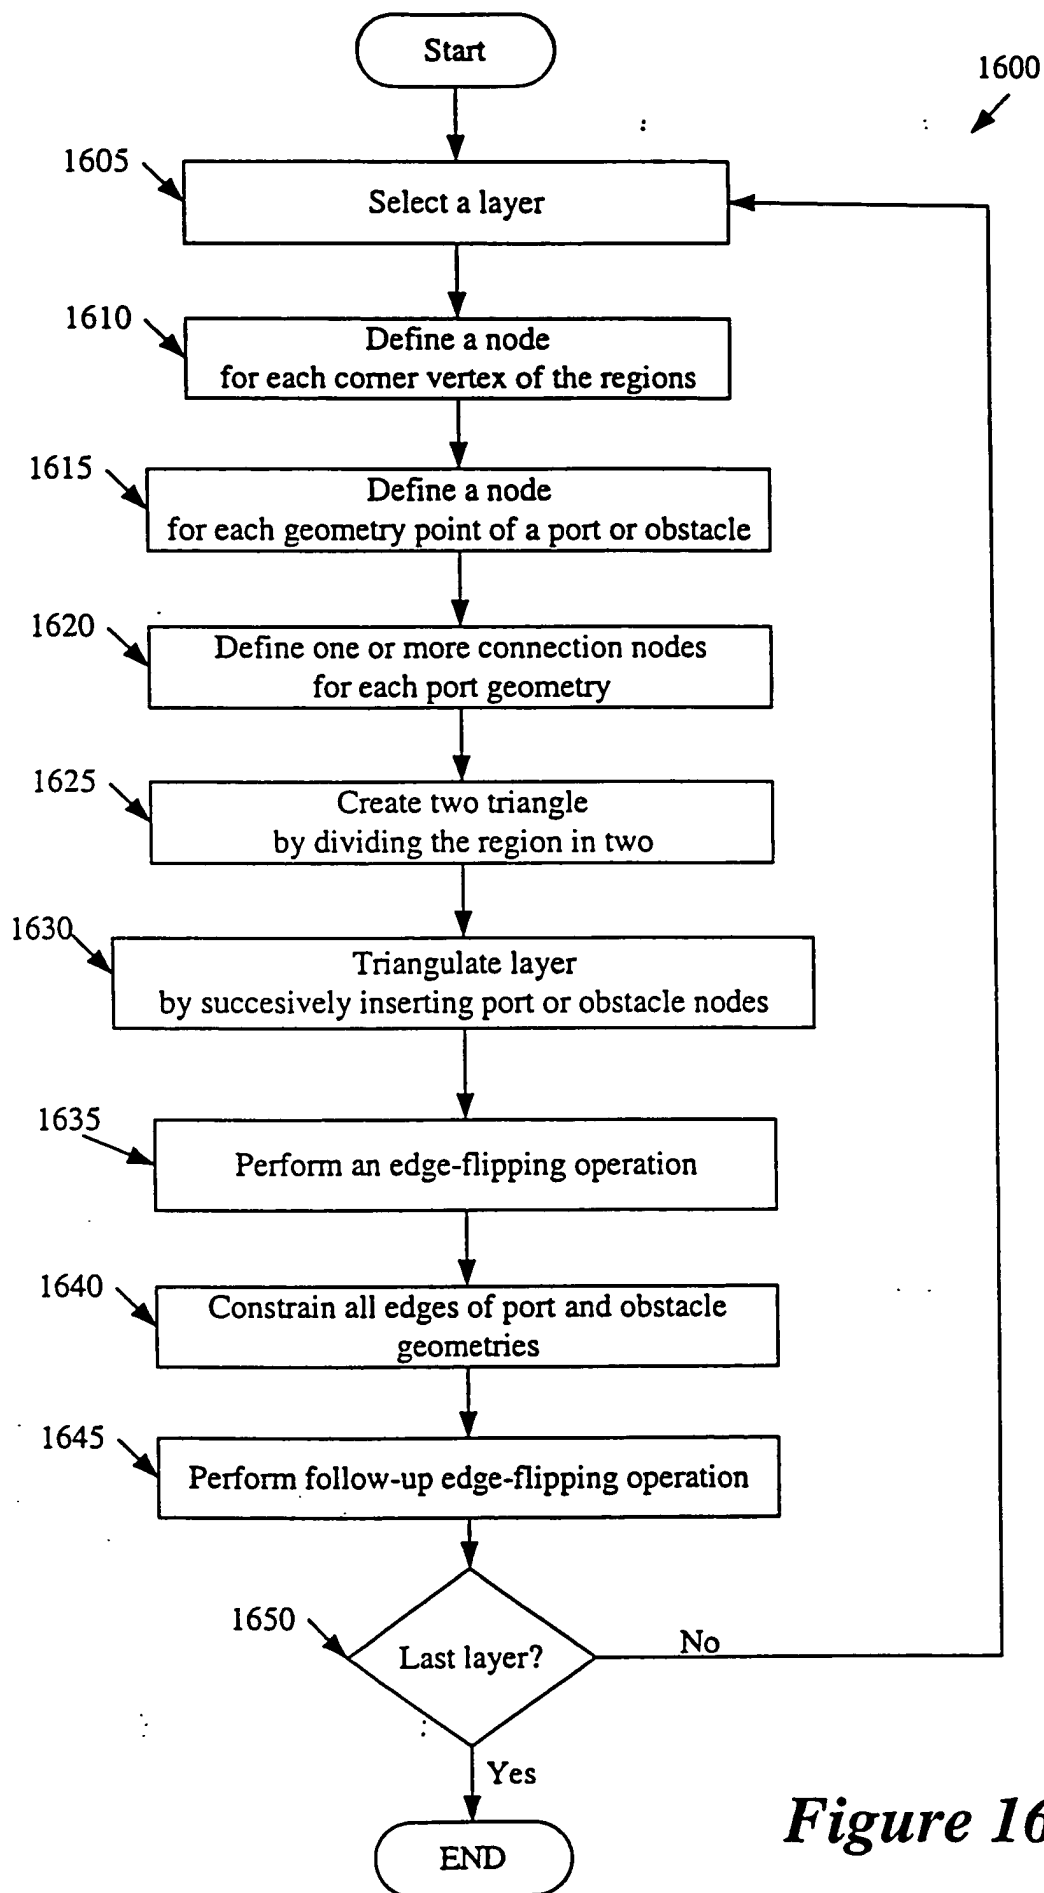 Start
1600
1605
Select a layer
1610
Define a node
for each corner vertex of the regions
1615
Define a node
for each geometry point of a port or obstacle
1620
Define one or more connection nodes
for each port geometry
1625
Create two triangle
by dividing the region in two
1630
Triangulate layer
by succesively inserting port or obstacle nodes
1635
Perform an edge-flipping operation
1640
Constrain all edges of port and obstacle
geometries
1645
Perform follow-up edge-flipping operation
1650
Last layer?
No
Yes
END
Figure 16